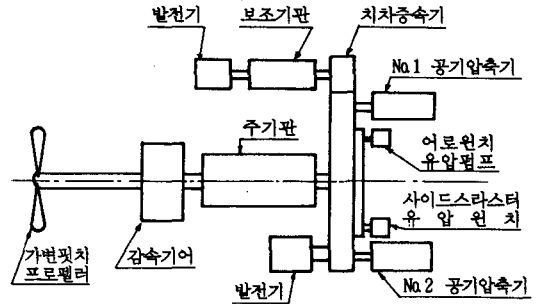 발전기
보조기관
치차증속기
No.1 공기압축기
주기관
어로윈치
유압펌프
사이드스라스터
유 압 윈 치
가변핏치
프로펠러
감속기어
발전기
No.2 공기압축기